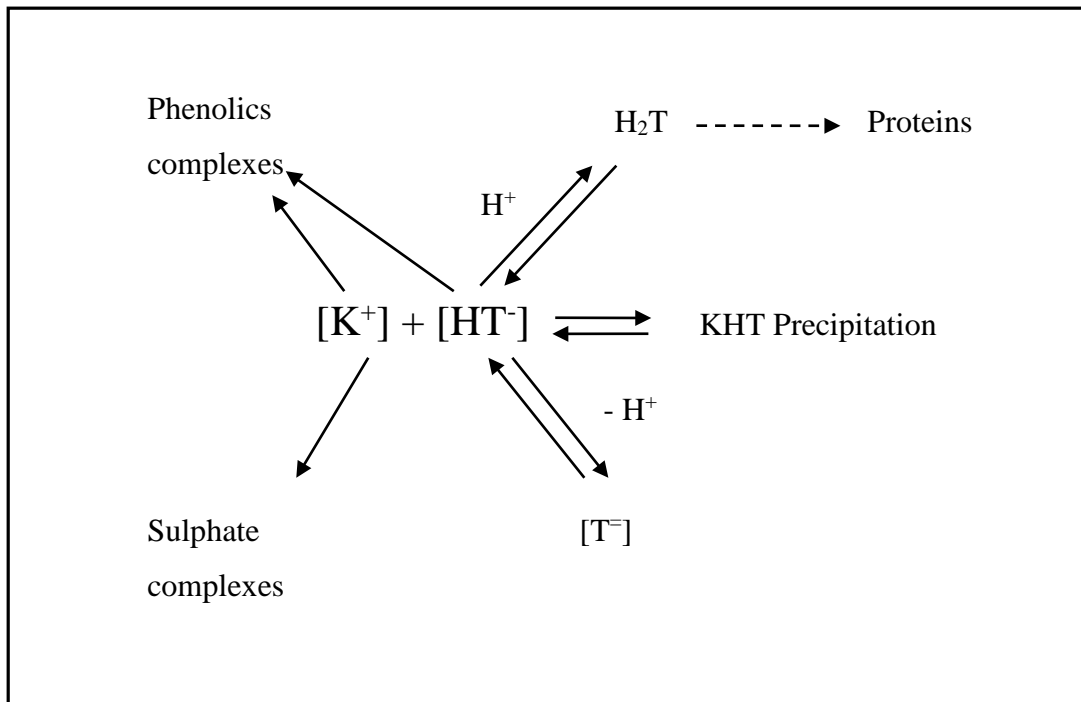 Phenolics
complexes
H₂T
Proteins
H⁺
[K⁺] + [HT⁻]
KHT Precipitation
- H⁺
Sulphate
complexes
[T⁼]